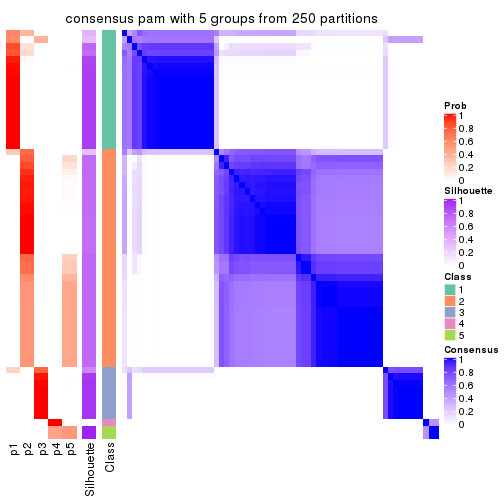 consensus pam with 5 groups from 250 partitions
Prob
1
0.8
0.6
0.4
0.2
0
Silhouette
1
0.8
0.6
0.4
0.2
0
Class
1
2
3
4
5
Consensus
1
0.8
0.6
0.4
0.2
0
p1
p2
p3
p4
p5
Silhouette
Class